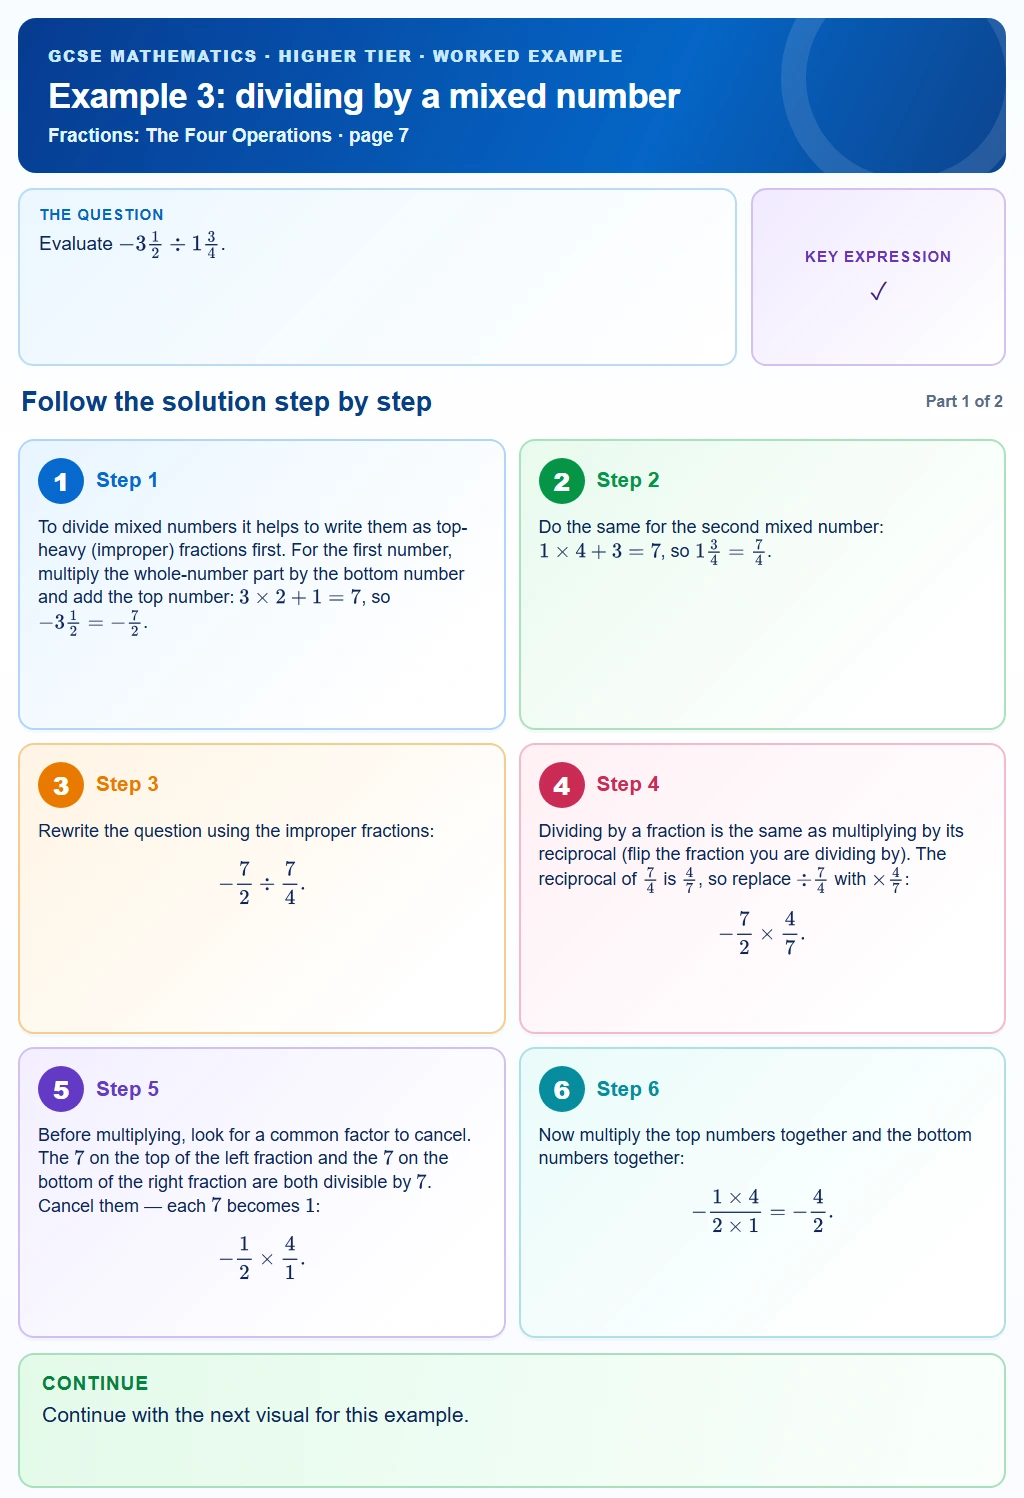 GCSE MATHEMATICS · HIGHER TIER · WORKED EXAMPLE
Example 3: dividing by a mixed number
Fractions: The Four Operations · page 7
THE QUESTION
Evaluate −3 1/2 ÷ 1 3/4.
KEY EXPRESSION
✓
Follow the solution step by step
Part 1 of 2
1 Step 1
To divide mixed numbers it helps to write them as top-
heavy (improper) fractions first. For the first number,
multiply the whole-number part by the bottom number
and add the top number: 3 × 2 + 1 = 7, so
−3 1/2 = −7/2.
2 Step 2
Do the same for the second mixed number:
1 × 4 + 3 = 7, so 1 3/4 = 7/4.
3 Step 3
Rewrite the question using the improper fractions:
−7/2 ÷ 7/4.
4 Step 4
Dividing by a fraction is the same as multiplying by its
reciprocal (flip the fraction you are dividing by). The
reciprocal of 7/4 is 4/7, so replace ÷ 7/4 with × 4/7:
−7/2 × 4/7.
5 Step 5
Before multiplying, look for a common factor to cancel.
The 7 on the top of the left fraction and the 7 on the
bottom of the right fraction are both divisible by 7.
Cancel them — each 7 becomes 1:
−1/2 × 4/1.
6 Step 6
Now multiply the top numbers together and the bottom
numbers together:
−(1 × 4)/(2 × 1) = −4/2.
CONTINUE
Continue with the next visual for this example.